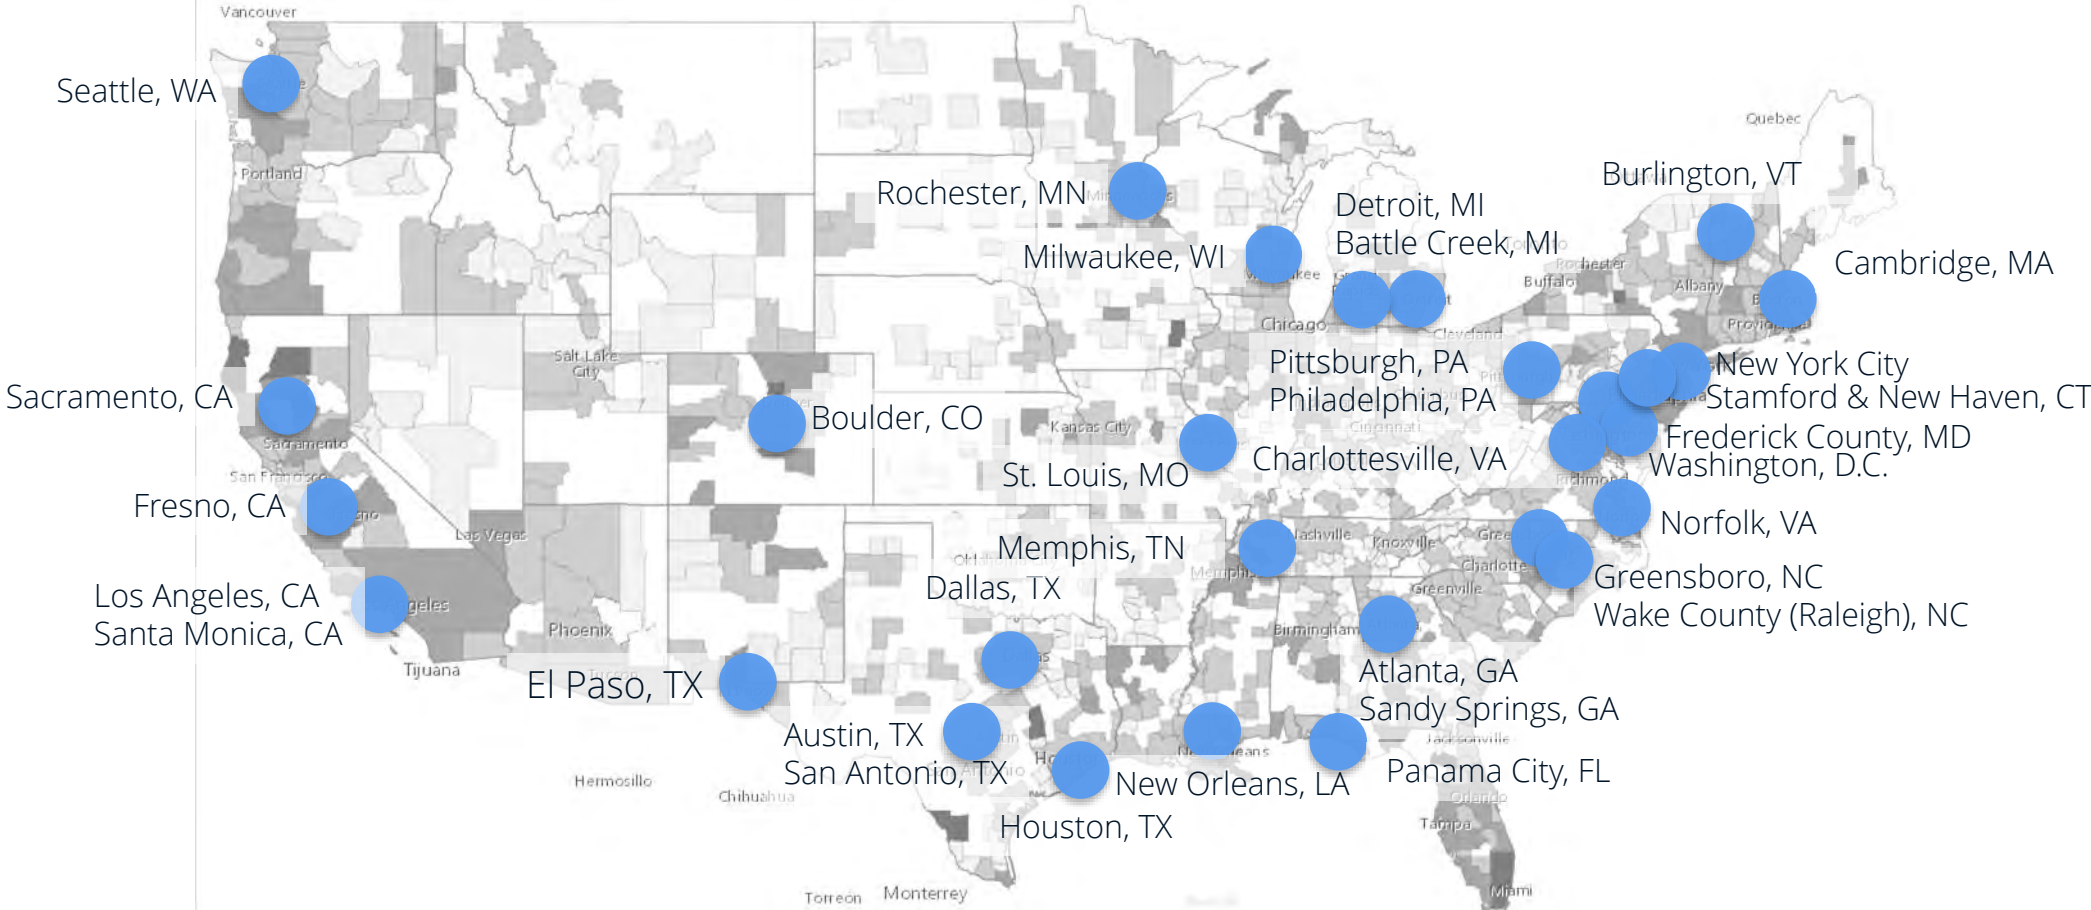 Vancouver
Seattle, WA
Quebec
Portland
Burlington, VT
Rochester, MN
Detroit, MI
Battle Creek, MI
Milwaukee, WI
Rochester
Cambridge, MA
Buffalo
Albany
Chicago
Cleveland
Salt Lake
City
Pittsburgh, PA
Philadelphia, PA
New York City
Stamford & New Haven, CT
Sacramento, CA
Boulder, CO
Kansas City
Cincinnati
Frederick County, MD
Washington, D.C.
Sacramento
San Francisco
St. Louis, MO
Charlottesville, VA
Richmond
Fresno, CA
Norfolk, VA
Las Vegas
Memphis, TN
Nashville
Knoxville
Charlotte
Memphis
Dallas, TX
Greenville
Greensboro, NC
Wake County (Raleigh), NC
Los Angeles, CA
Santa Monica, CA
Phoenix
Birmingham
Tijuana
Tucson
El Paso, TX
Atlanta, GA
Sandy Springs, GA
Austin, TX
San Antonio, TX
Jacksonville
Panama City, FL
New Orleans, LA
Hermosillo
Chihuahua
Orlando
Houston, TX
Tampa
Torreón
Monterrey
Miami